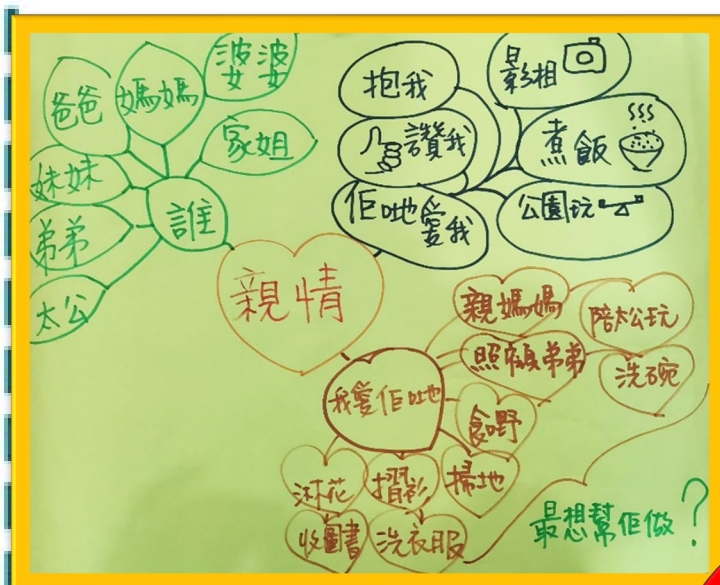 親情
誰
爸爸
媽媽
婆婆
家姐
妹妹
弟弟
太公
佢哋愛我
抱我
讚我
影相
煮飯
公園玩
我愛佢哋
親媽媽
陪太公玩
照顧弟弟
洗碗
食嘢
掃地
摺衫
淋花
收圖書
洗衣服
最想幫佢做?